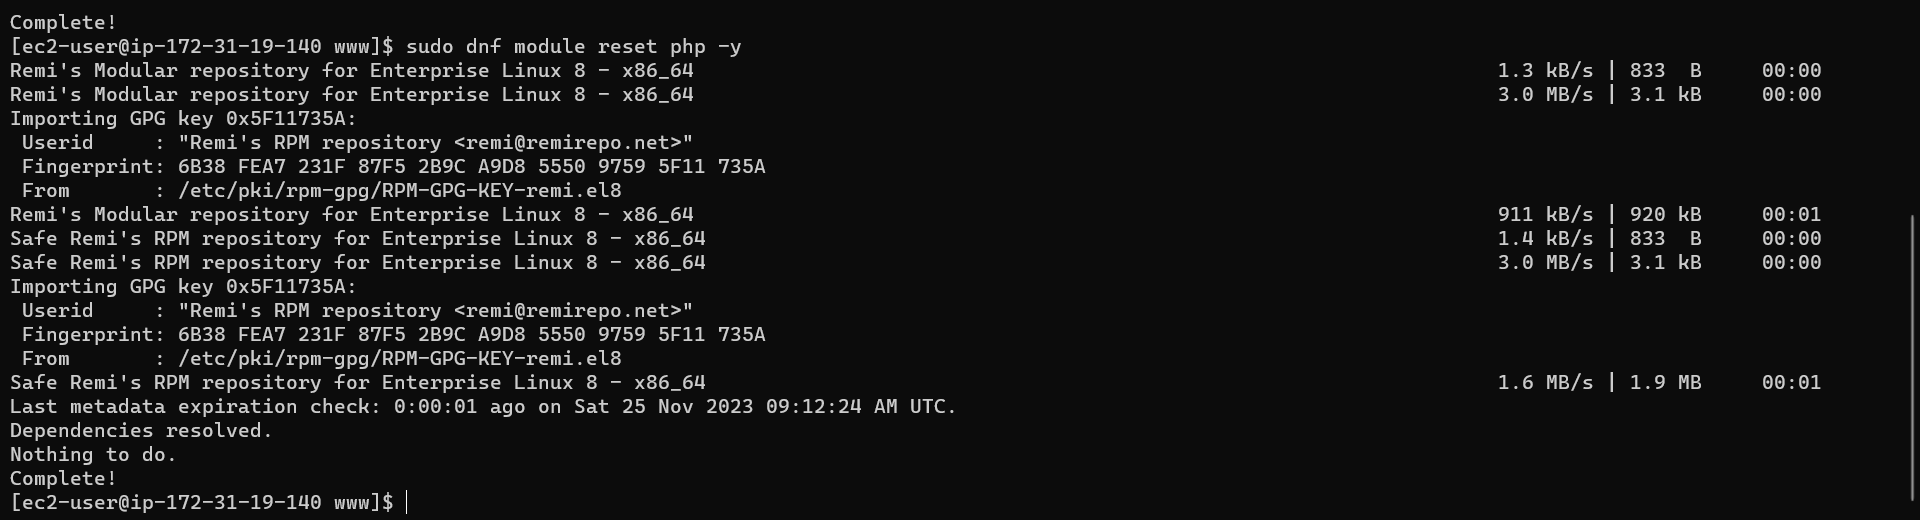 Complete!
[ec2-user@ip-172-31-19-140 www]$ sudo dnf module reset php -y
Remi's Modular repository for Enterprise Linux 8 - x86_64 1.3 kB/s | 833 B 00:00
Remi's Modular repository for Enterprise Linux 8 - x86_64 3.0 MB/s | 3.1 kB 00:00
Importing GPG key 0x5F11735A:
Userid : "Remi's RPM repository <remi@remirepo.net>"
Fingerprint: 6B38 FEA7 231F 87F5 2B9C A9D8 5550 9759 5F11 735A
From : /etc/pki/rpm-gpg/RPM-GPG-KEY-remi.el8
Remi's Modular repository for Enterprise Linux 8 - x86_64 911 kB/s | 920 kB 00:01
Safe Remi's RPM repository for Enterprise Linux 8 - x86_64 1.4 kB/s | 833 B 00:00
Safe Remi's RPM repository for Enterprise Linux 8 - x86_64 3.0 MB/s | 3.1 kB 00:00
Importing GPG key 0x5F11735A:
Userid : "Remi's RPM repository <remi@remirepo.net>"
Fingerprint: 6B38 FEA7 231F 87F5 2B9C A9D8 5550 9759 5F11 735A
From : /etc/pki/rpm-gpg/RPM-GPG-KEY-remi.el8
Safe Remi's RPM repository for Enterprise Linux 8 - x86_64 1.6 MB/s | 1.9 MB 00:01
Last metadata expiration check: 0:00:01 ago on Sat 25 Nov 2023 09:12:24 AM UTC.
Dependencies resolved.
Nothing to do.
Complete!
[ec2-user@ip-172-31-19-140 www]$